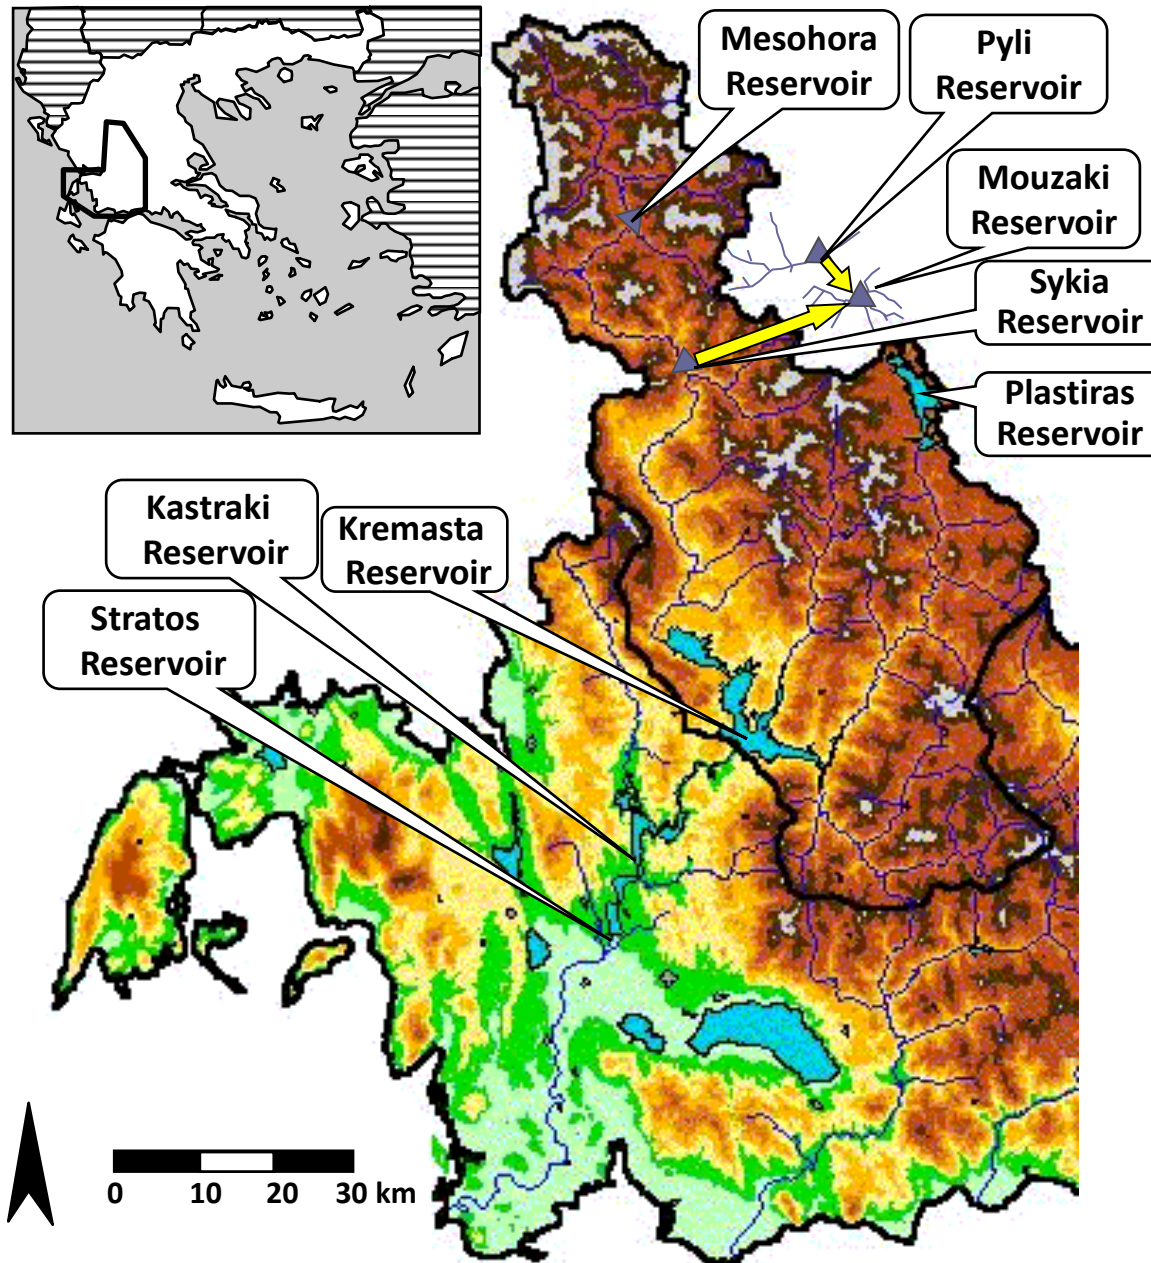 Mesohora
Reservoir
Pyli
Reservoir
Mouzaki
Reservoir
Sykia
Reservoir
Plastiras
Reservoir
Kastraki
Reservoir
Kremasta
Reservoir
Stratos
Reservoir
0 10 20 30 km